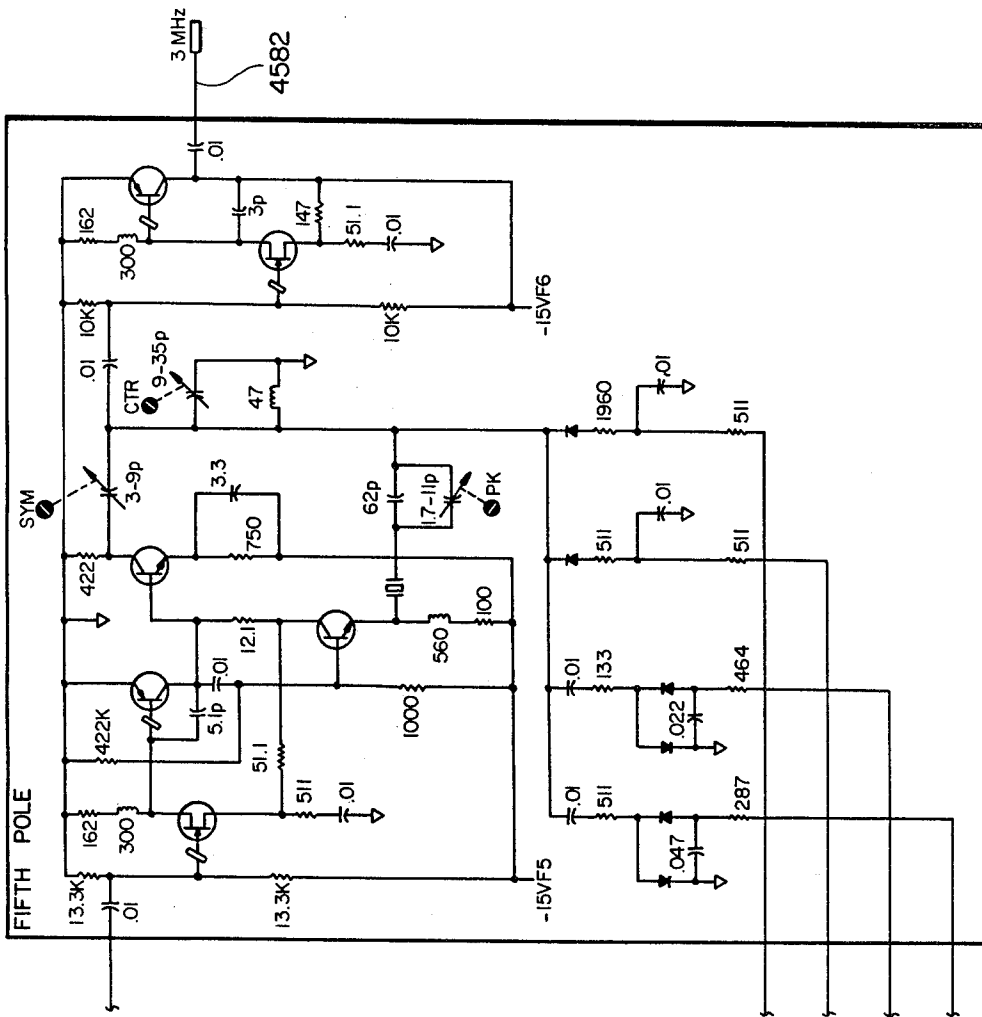 FIFTH POLE
3 MHz
4582
.01
162
300
3p
147
51.1
.01
10K
10K
-15VF6
.01
CTR
9-35p
47
SYM
3-9p
422
3.3
750
62p
1.7-11p
PK
12.1
560
100
.01
5.1p
422K
1000
51.1
162
300
511
.01
13.3K
.01
13.3K
-15VF5
1960
.01
511
511
.01
511
.01
133
.022
464
.01
511
.047
287